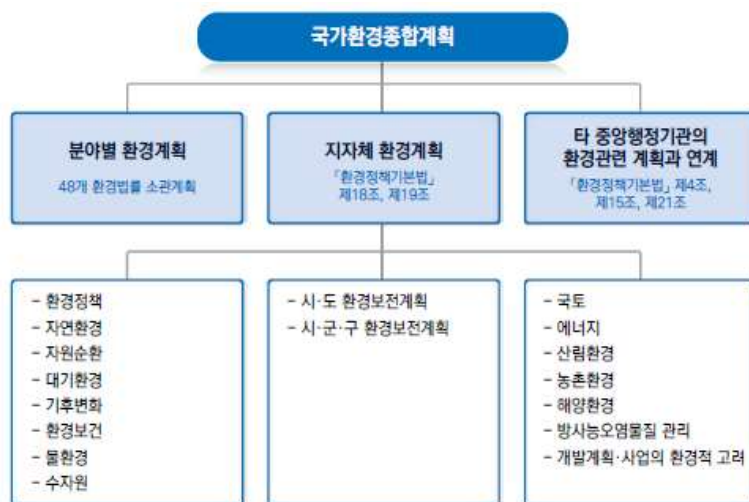 국가환경종합계획
분야별 환경계획
48개 환경법률 소관계획
지자체 환경계획
「환경정책기본법」
제18조, 제19조
타 중앙행정기관의
환경관련 계획과 연계
「환경정책기본법」 제4조,
제15조, 제21조
- 환경정책
- 자연환경
- 자원순환
- 대기환경
- 기후변화
- 환경보건
- 물환경
- 수자원
- 시·도 환경보전계획
- 시·군·구 환경보전계획
- 국토
- 에너지
- 산림환경
- 농촌환경
- 해양환경
- 방사능오염물질 관리
- 개발계획·사업의 환경적 고려